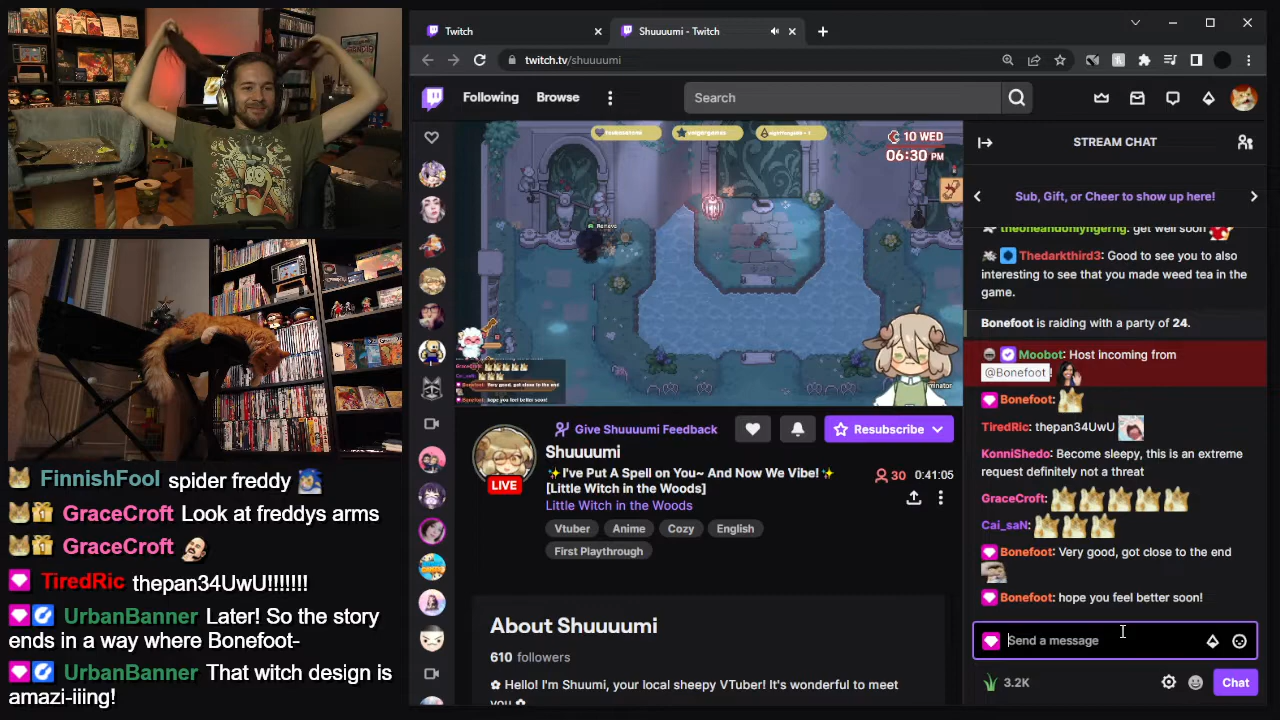 Twitch
Shuuuumi - Twitch
twitch.tv/shuuuumi
Following
Browse
Search
10 WED
06:30 PM
Remove
minator
Give Shuuuumi Feedback
Resubscribe
LIVE
Shuuuumi
✨I've Put A Spell on You~ And Now We Vibe!✨
[Little Witch in the Woods]
Little Witch in the Woods
30
0:41:05
Vtuber
Anime
Cozy
English
First Playthrough
About Shuuuumi
610 followers
✿ Hello! I'm Shuumi, your local sheepy VTuber! It's wonderful to meet
you ✿
STREAM CHAT
Sub, Gift, or Cheer to show up here!
theoneandonlyngerng: get well soon
Thedarkthird3: Good to see you to also
interesting to see that you made weed tea in the
game.
Bonefoot is raiding with a party of 24.
Moobot: Host incoming from
@Bonefoot !
Bonefoot:
TiredRic: thepan34UwU
KonniShedo: Become sleepy, this is an extreme
request definitely not a threat
GraceCroft:
Cai_saN:
Bonefoot: Very good, got close to the end
Bonefoot: hope you feel better soon!
Send a message
3.2K
Chat
FinnishFool spider freddy
GraceCroft Look at freddys arms
GraceCroft
TiredRic thepan34UwU!!!!!!!
UrbanBanner Later! So the story
ends in a way where Bonefoot-
UrbanBanner That witch design is
amazi-iiing!